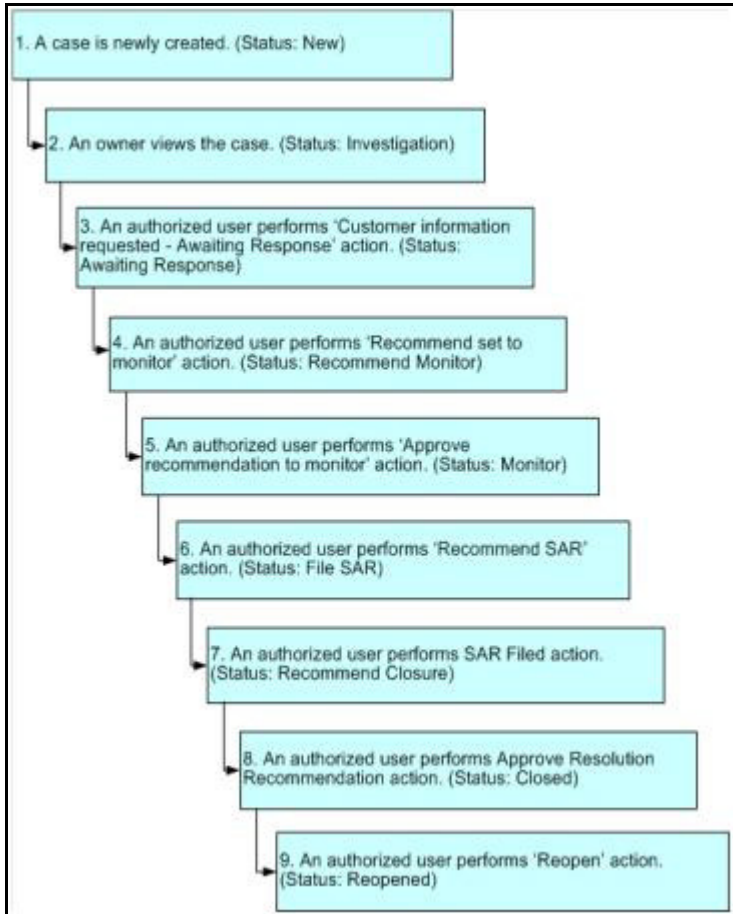 1. A case is newly created. (Status: New)
2. An owner views the case. (Status: Investigation)
3. An authorized user performs ‘Customer information
requested - Awaiting Response’ action. (Status:
Awaiting Response)
4. An authorized user performs ‘Recommend set to
monitor’ action. (Status: Recommend Monitor)
5. An authorized user performs ‘Approve
recommendation to monitor’ action. (Status: Monitor)
6. An authorized user performs ‘Recommend SAR’
action. (Status: File SAR)
7. An authorized user performs SAR Filed action.
(Status: Recommend Closure)
8. An authorized user performs Approve Resolution
Recommendation action. (Status: Closed)
9. An authorized user performs ‘Reopen’ action.
(Status: Reopened)